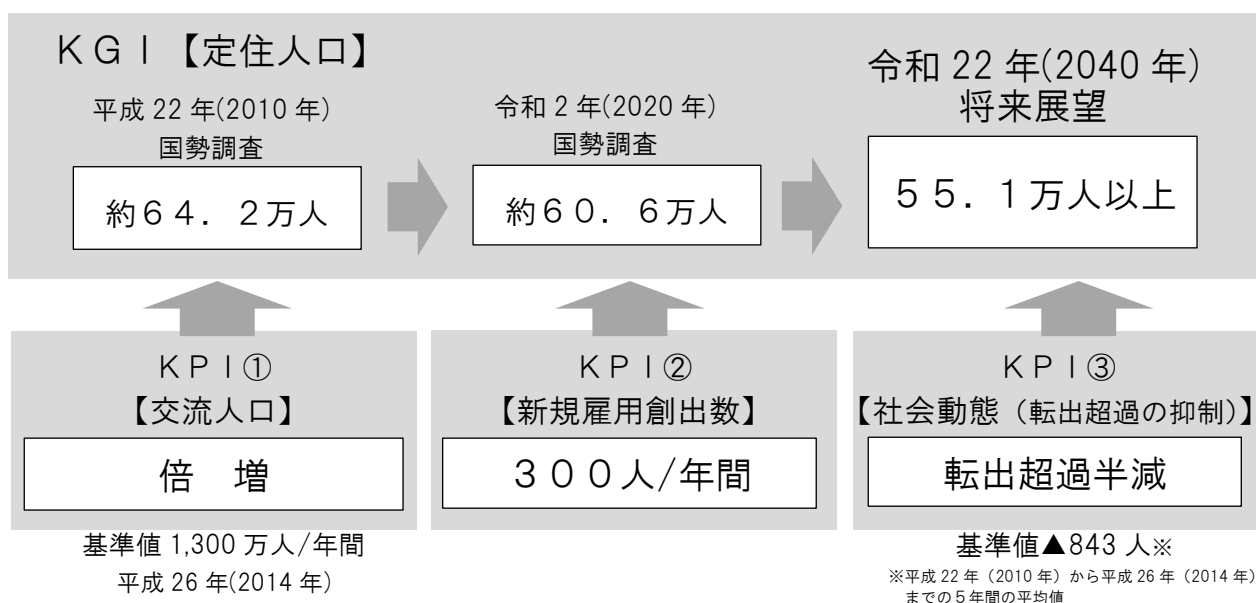 ＫＧＩ【定住人口】
平成 22 年(2010 年)
国勢調査
約６４．２万人
令和 2 年(2020 年)
国勢調査
約６０．６万人
令和 22 年(2040 年)
将来展望
５５．１万人以上
ＫＰＩ①
【交流人口】
倍　増
基準値 1,300 万人/年間
平成 26 年(2014 年)
ＫＰＩ②
【新規雇用創出数】
３００人/年間
ＫＰＩ③
【社会動態（転出超過の抑制）】
転出超過半減
基準値▲843 人※
※平成 22 年（2010 年）から平成 26 年（2014 年）
までの５年間の平均値